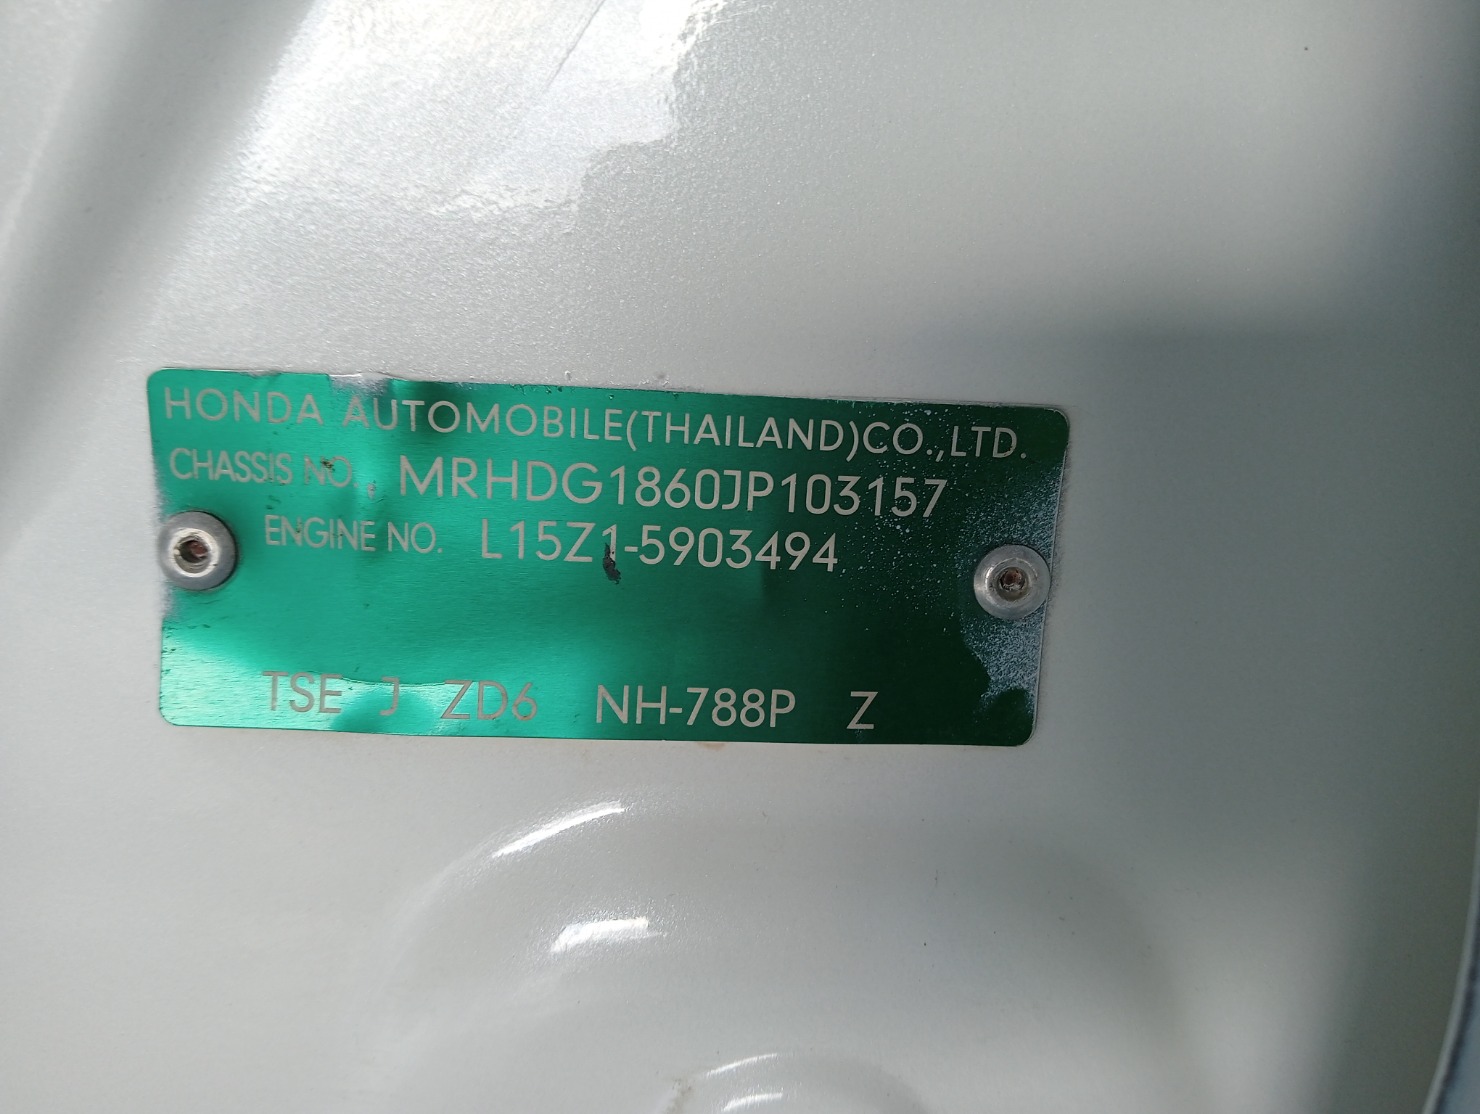 HONDA AUTOMOBILE(THAILAND)CO.,LTD.
CHASSIS NO. MRHDG1860JP103157
ENGINE NO. L15Z1-5903494
TSE J ZD6 NH-788P Z